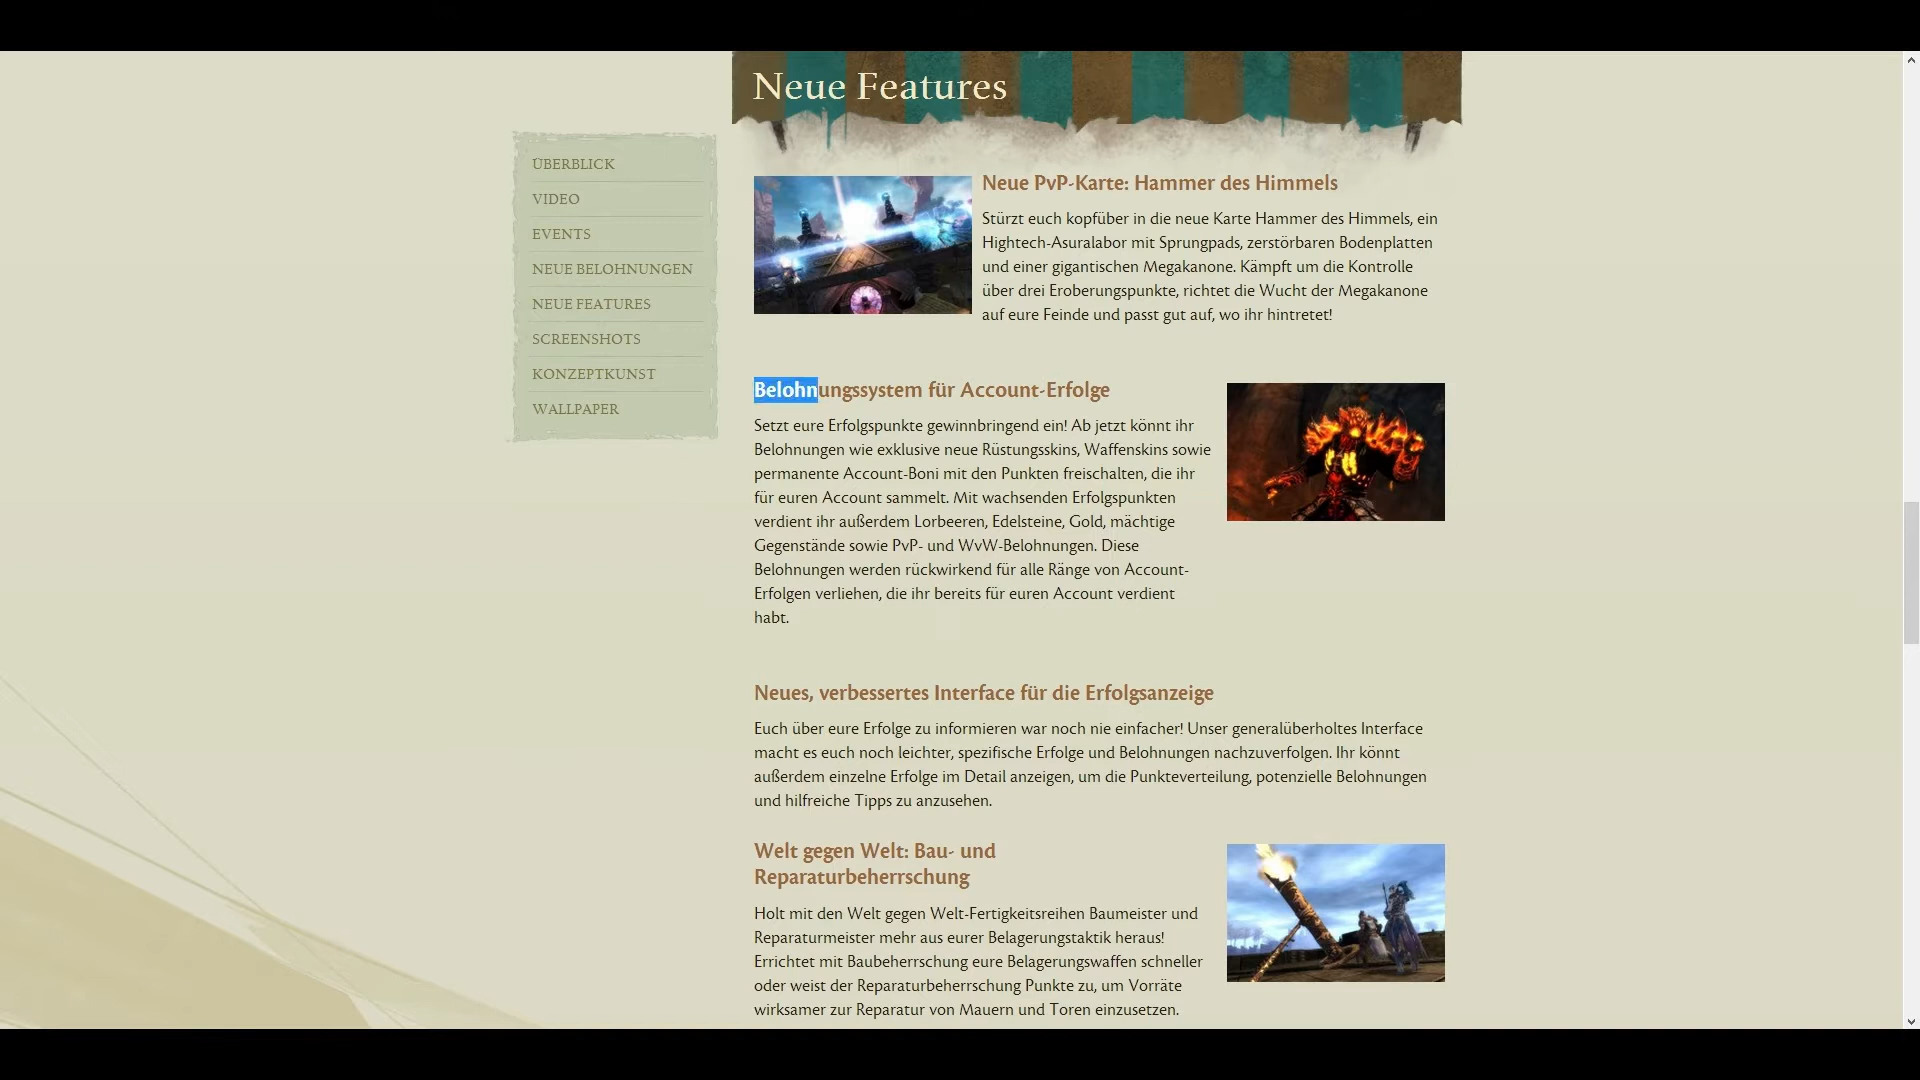 Neue Features
ÜBERBLICK
VIDEO
EVENTS
NEUE BELOHNUNGEN
NEUE FEATURES
SCREENSHOTS
KONZEPTKUNST
WALLPAPER
Neue PvP-Karte: Hammer des Himmels
Stürzt euch kopfüber in die neue Karte Hammer des Himmels, ein
Hightech-Asuralabor mit Sprungpads, zerstörbaren Bodenplatten
und einer gigantischen Megakanone. Kämpft um die Kontrolle
über drei Eroberungspunkte, richtet die Wucht der Megakanone
auf eure Feinde und passt gut auf, wo ihr hintretet!
Belohnungssystem für Account-Erfolge
Setzt eure Erfolgspunkte gewinnbringend ein! Ab jetzt könnt ihr
Belohnungen wie exklusive neue Rüstungsskins, Waffenskins sowie
permanente Account-Boni mit den Punkten freischalten, die ihr
für euren Account sammelt. Mit wachsenden Erfolgspunkten
verdient ihr außerdem Lorbeeren, Edelsteine, Gold, mächtige
Gegenstände sowie PvP- und WvW-Belohnungen. Diese
Belohnungen werden rückwirkend für alle Ränge von Account-
Erfolgen verliehen, die ihr bereits für euren Account verdient
habt.
Neues, verbessertes Interface für die Erfolgsanzeige
Euch über eure Erfolge zu informieren war noch nie einfacher! Unser generalüberholtes Interface
macht es euch noch leichter, spezifische Erfolge und Belohnungen nachzuverfolgen. Ihr könnt
außerdem einzelne Erfolge im Detail anzeigen, um die Punkteverteilung, potenzielle Belohnungen
und hilfreiche Tipps zu anzusehen.
Welt gegen Welt: Bau- und
Reparaturbeherrschung
Holt mit den Welt gegen Welt-Fertigkeitsreihen Baumeister und
Reparaturmeister mehr aus eurer Belagerungstaktik heraus!
Errichtet mit Baubeherrschung eure Belagerungswaffen schneller
oder weist der Reparaturbeherrschung Punkte zu, um Vorräte
wirksamer zur Reparatur von Mauern und Toren einzusetzen.